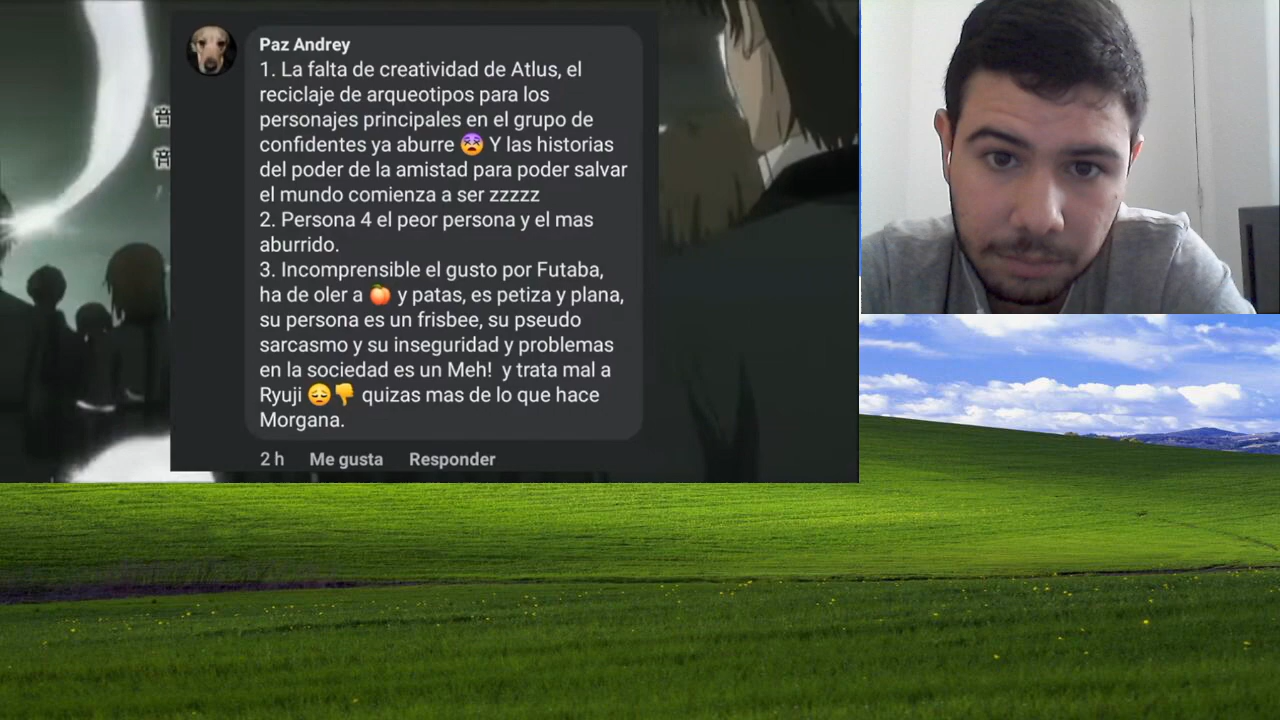 Paz Andrey
1. La falta de creatividad de Atlus, el
reciclaje de arqueotipos para los
personajes principales en el grupo de
confidentes ya aburre 😣 Y las historias
del poder de la amistad para poder salvar
el mundo comienza a ser zzzzz
2. Persona 4 el peor persona y el mas
aburrido.
3. Incomprensible el gusto por Futaba,
ha de oler a 🍑 y patas, es petiza y plana,
su persona es un frisbee, su pseudo
sarcasmo y su inseguridad y problemas
en la sociedad es un Meh! y trata mal a
Ryuji 😔👎 quizas mas de lo que hace
Morgana.
2 h Me gusta Responder
音
音